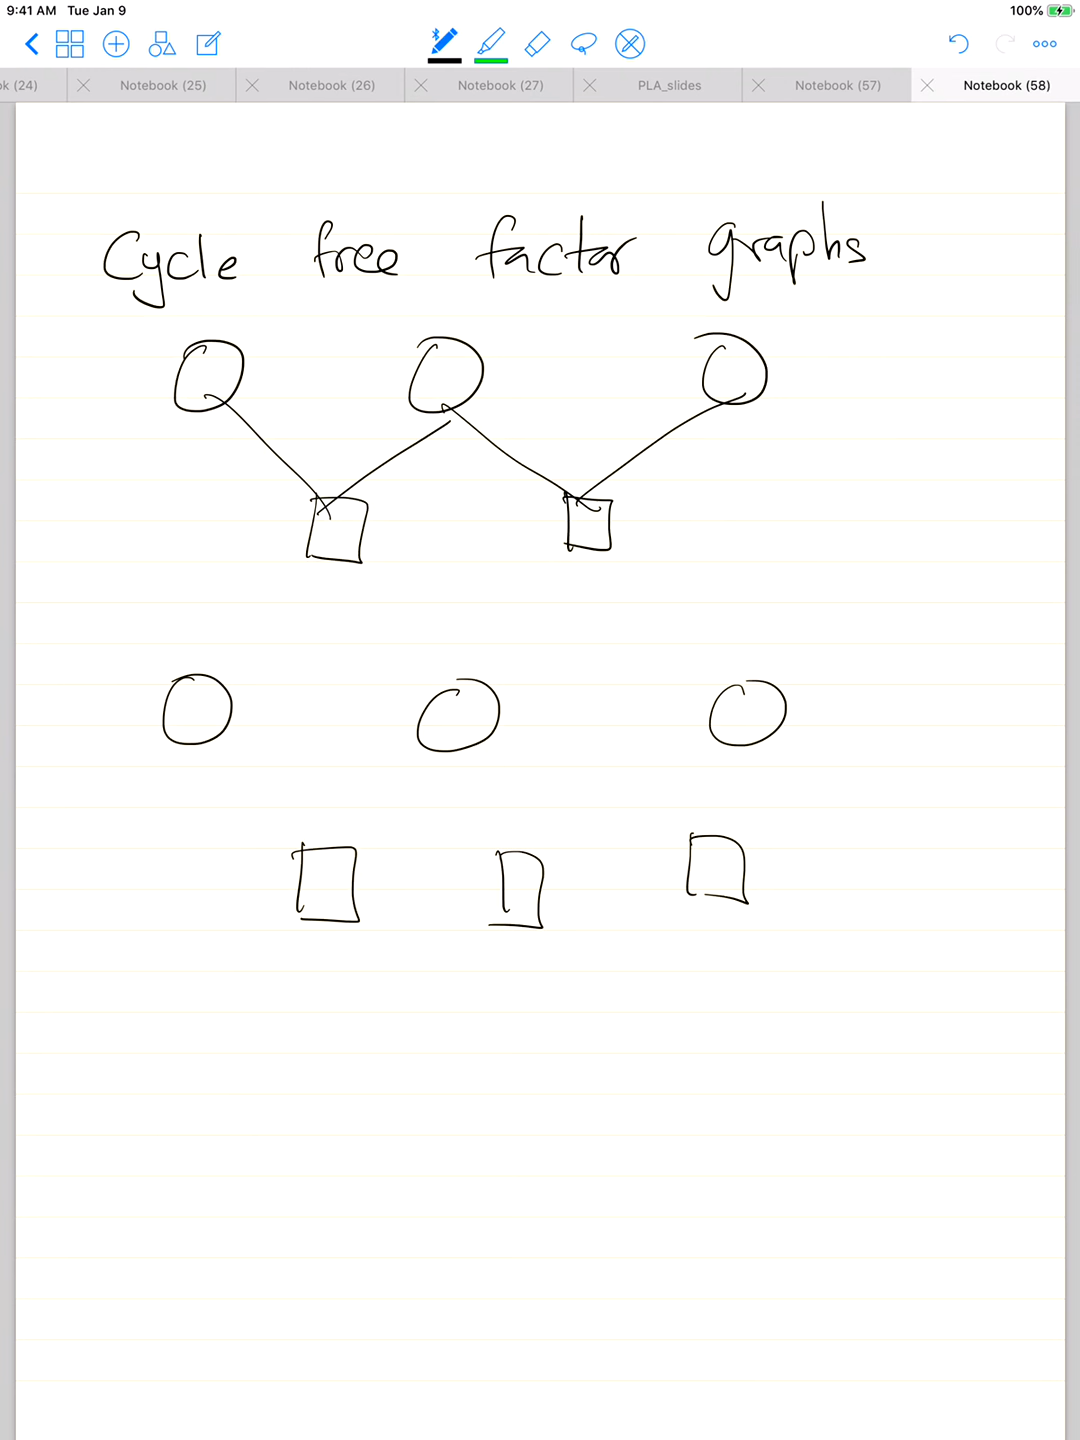 9:41 AM Tue Jan 9 100%
ok (24) Notebook (25) Notebook (26) Notebook (27) PLA_slides Notebook (57) Notebook (58)
Cycle free factor graphs